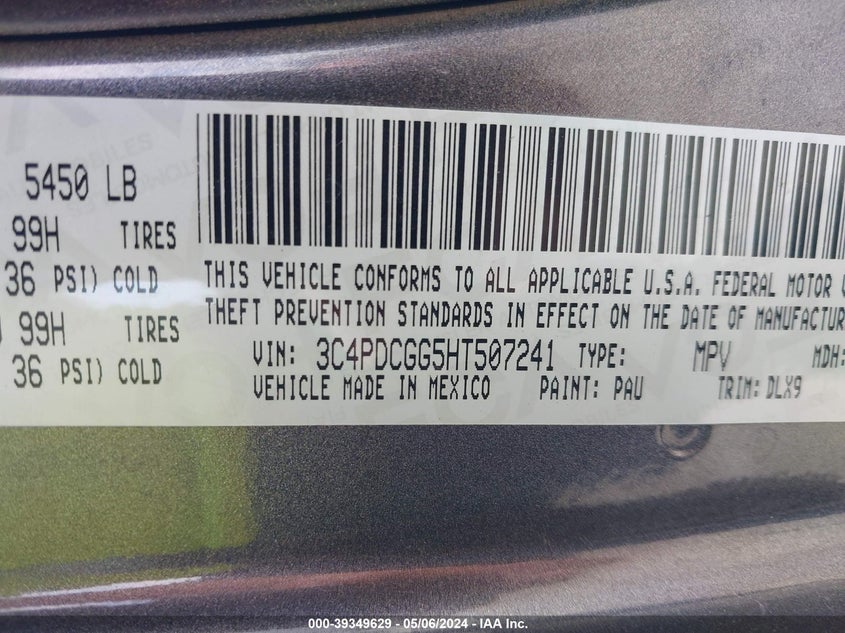 5450 LB
99H TIRES
36 PSI) COLD
99H TIRES
36 PSI) COLD
THIS VEHICLE CONFORMS TO ALL APPLICABLE U.S.A. FEDERAL MOTOR
THEFT PREVENTION STANDARDS IN EFFECT ON THE DATE OF MANUFACTUR
VIN: 3C4PDCGG5HT507241 TYPE: MPV MDH:
VEHICLE MADE IN MEXICO PAINT: PAU TRIM: DLX9
000-39349629 - 05/06/2024 - IAA Inc.